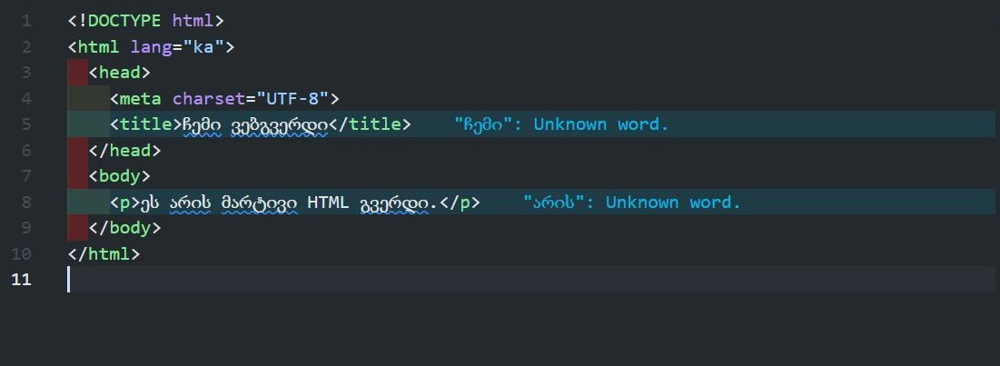 1 <!DOCTYPE html>
2 <html lang="ka">
3 <head>
4 <meta charset="UTF-8">
5 <title>ჩემი ვებგვერდი</title> "ჩემი": Unknown word.
6 </head>
7 <body>
8 <p>ეს არის მარტივი HTML გვერდი.</p> "არის": Unknown word.
9 </body>
10 </html>
11